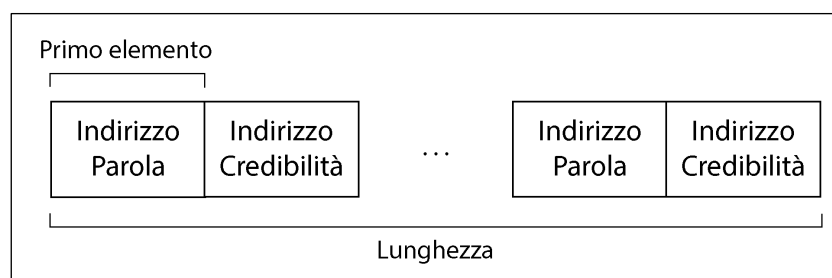 Primo elemento
Indirizzo
Parola
Indirizzo
Credibilità
...
Indirizzo
Parola
Indirizzo
Credibilità
Lunghezza